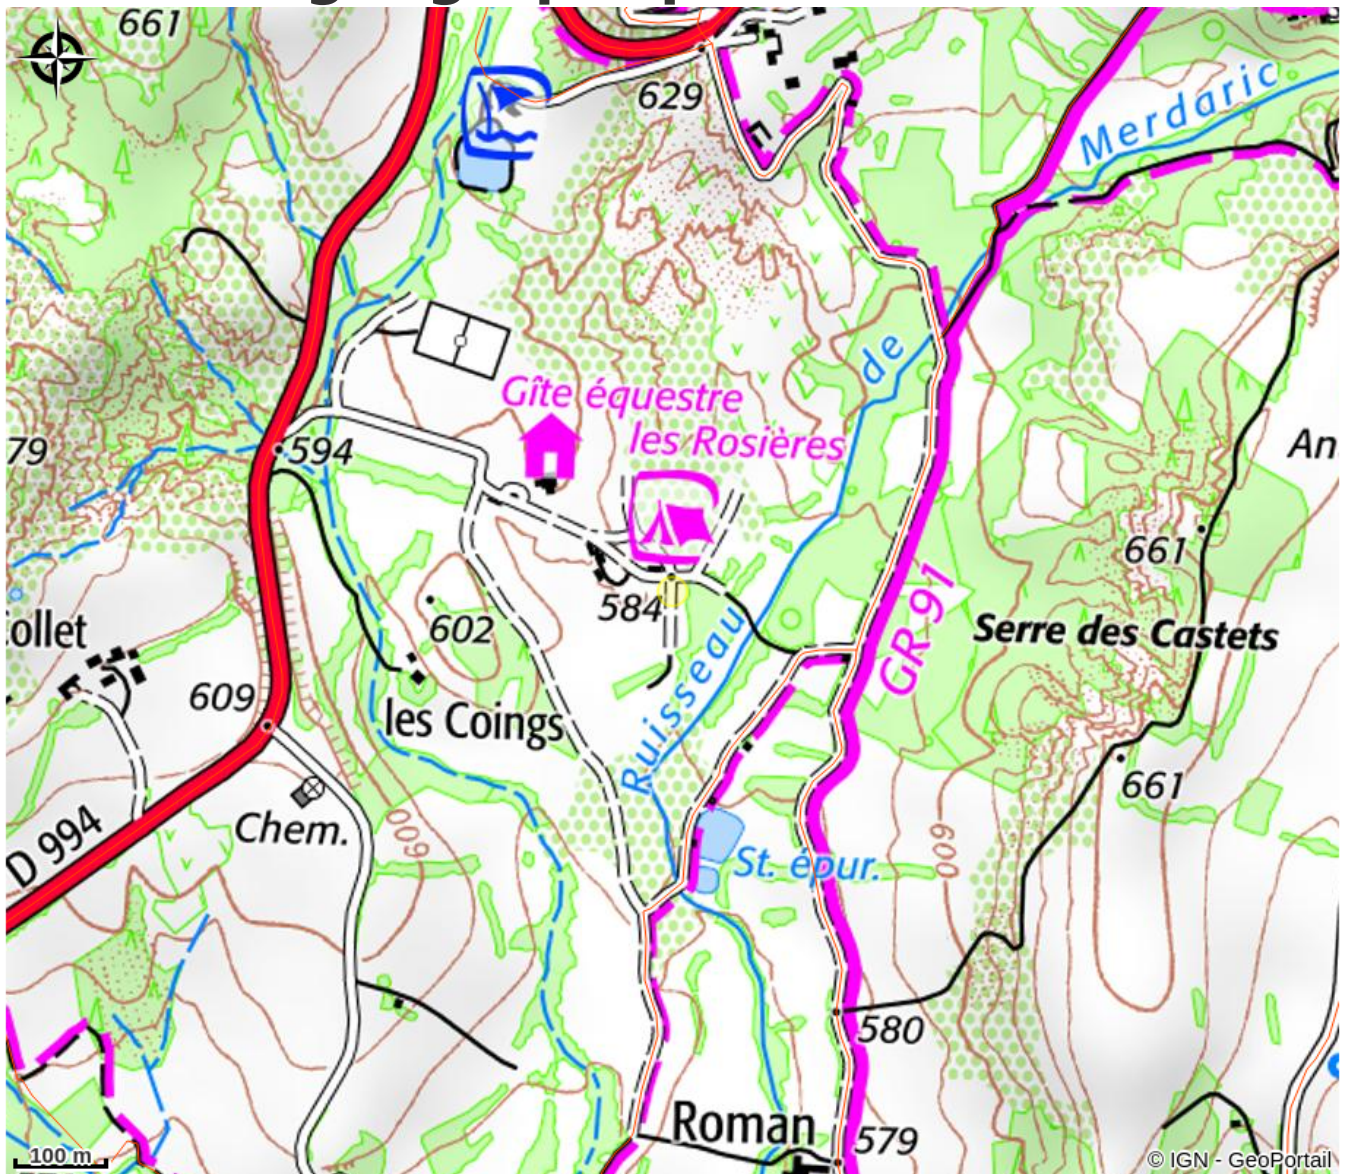 661
629
Merdaric
de
Gîte équestre
les Rosières
79
594
An
661
584
602
GR 91
Serre des Castets
ollet
609
les Coings
Ruisseau
661
D 994
Chem.
600
600
St. épur.
580
Roman
579
100 m
© IGN - GeoPortail